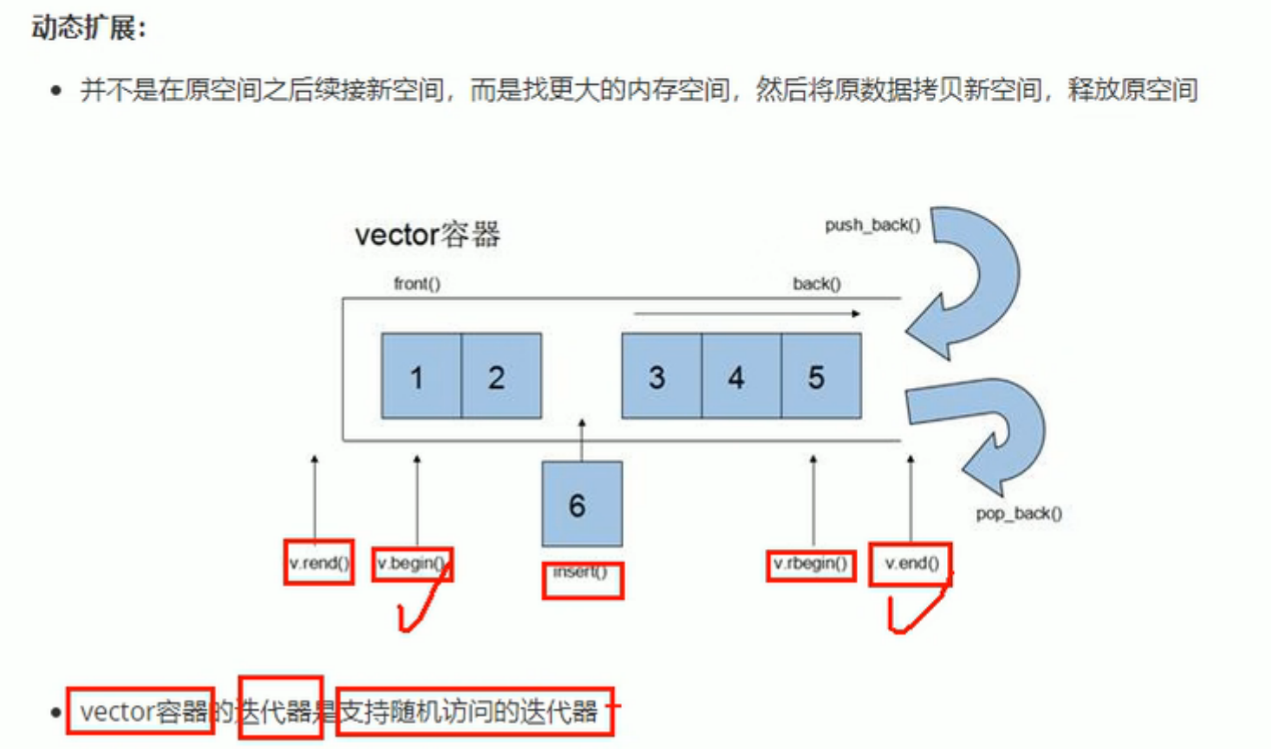 动态扩展：
• 并不是在原空间之后续接新空间，而是找更大的内存空间，然后将原数据拷贝新空间，释放原空间
vector容器
push_back()
front()
back()
1 2 3 4 5
6
pop_back()
v.rend() v.begin() insert() v.rbegin() v.end()
• vector容器的迭代器是支持随机访问的迭代器